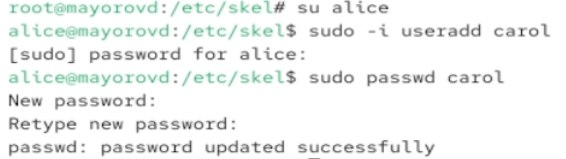 root@mayorovd:/etc/skel# su alice
alice@mayorovd:/etc/skel$ sudo -i useradd carol
[sudo] password for alice:
alice@mayorovd:/etc/skel$ sudo passwd carol
New password:
Retype new password:
passwd: password updated successfully